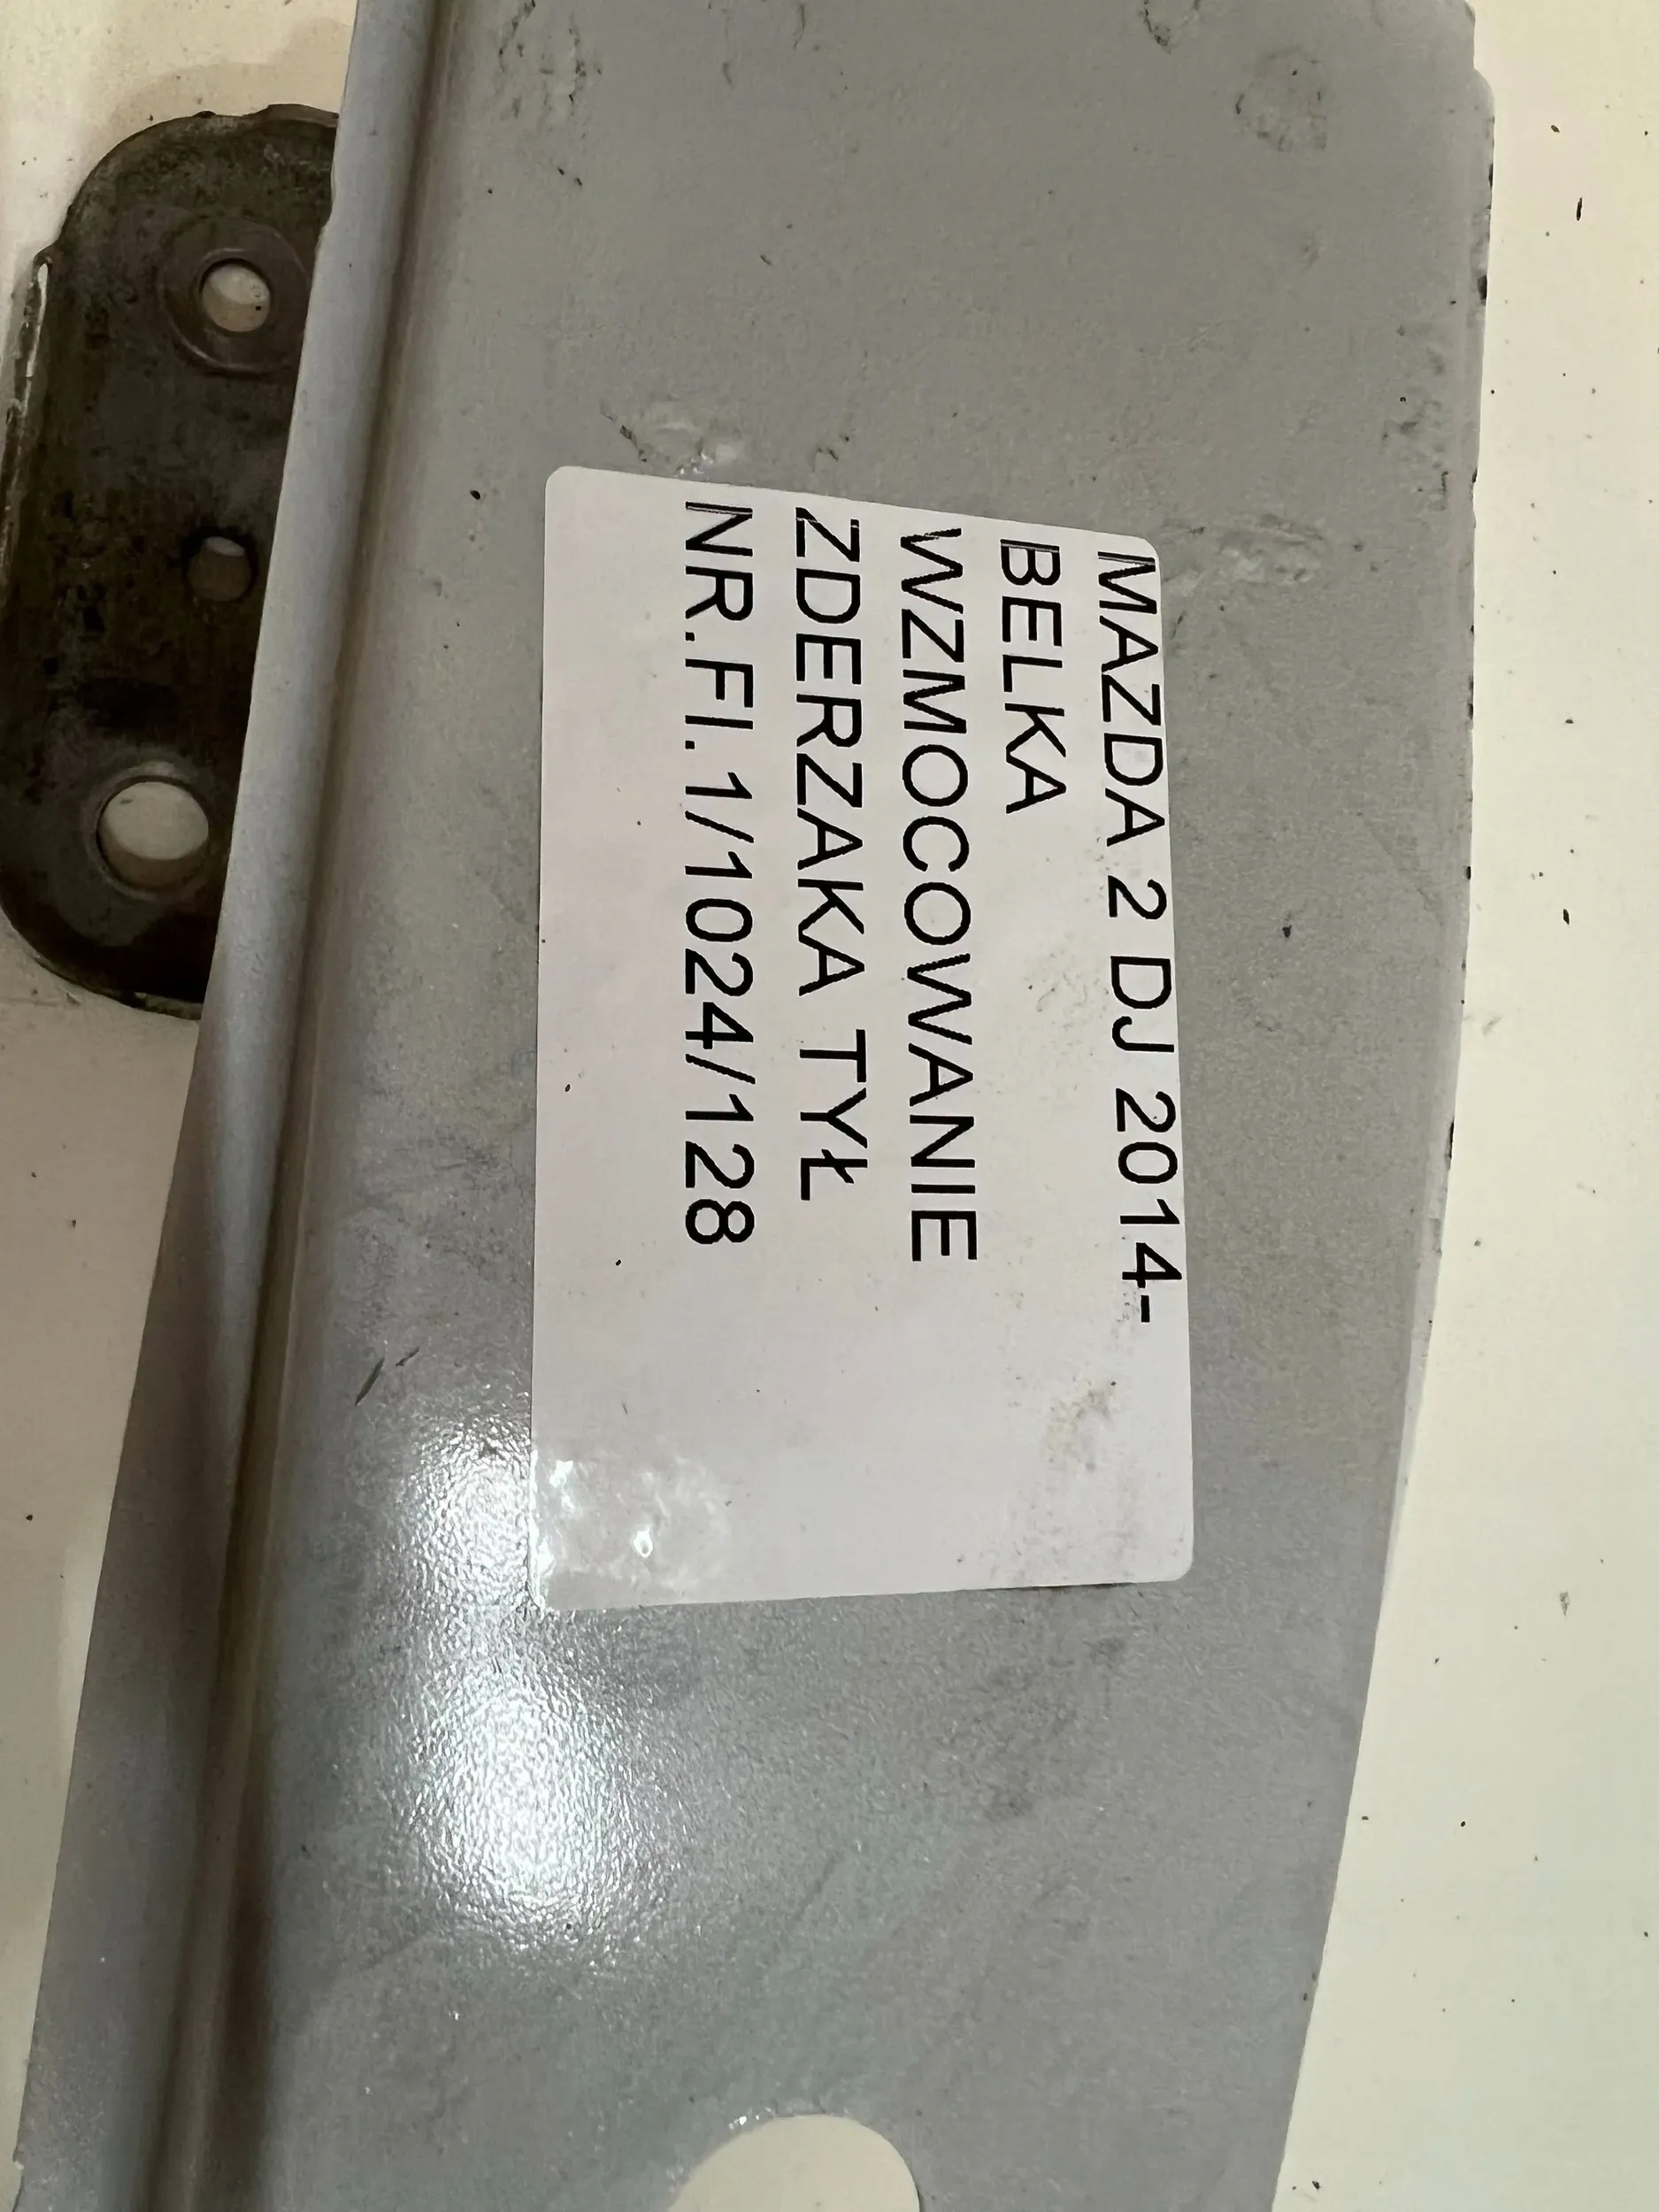 MAZDA 2 DJ 2014-
BELKA
WZMOCOWANIE
ZDERZAKA TYŁ
NR.FI.1/1024/128